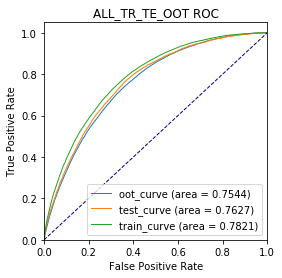 ALL_TR_TE_OOT ROC
True Positive Rate
1.0
0.8
0.6
0.4
0.2
0.0
oot_curve (area = 0.7544)
test_curve (area = 0.7627)
train_curve (area = 0.7821)
0.0 0.2 0.4 0.6 0.8 1.0
False Positive Rate